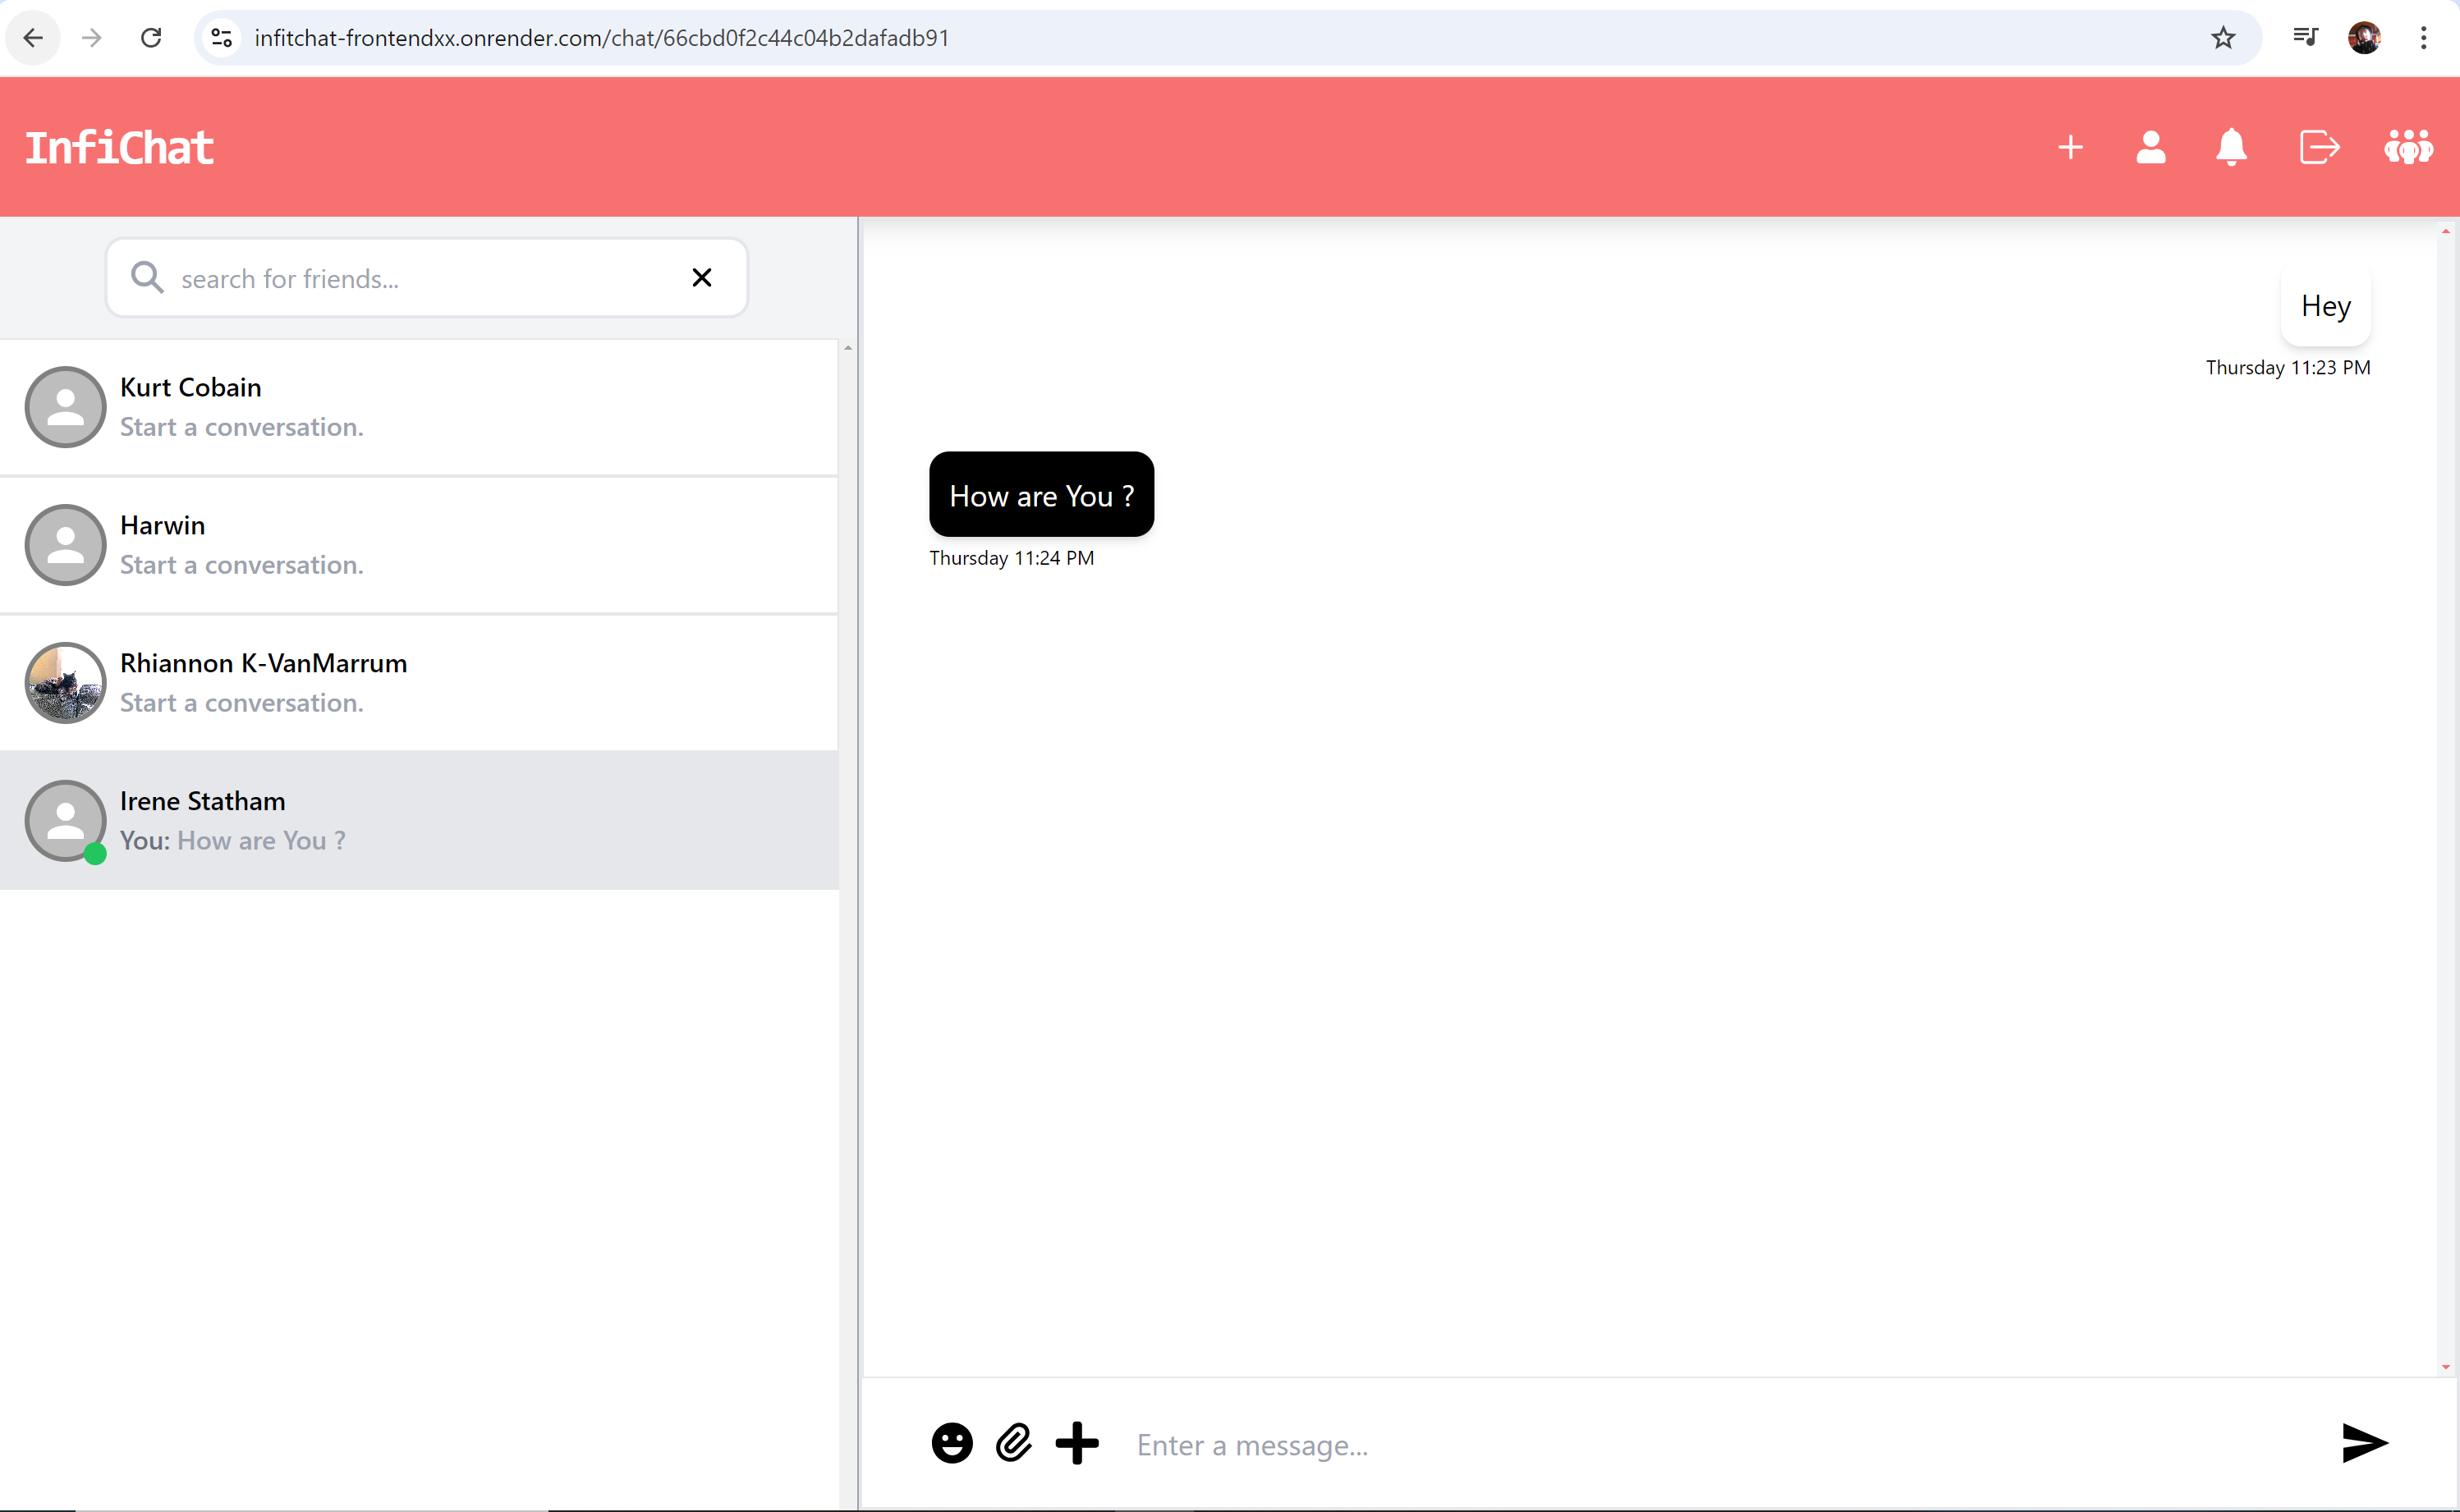 infitchat-frontendxx.onrender.com/chat/66cbd0f2c44c04b2dafadb91
InfiChat
search for friends...
Kurt Cobain
Start a conversation.
Harwin
Start a conversation.
Rhiannon K-VanMarrum
Start a conversation.
Irene Statham
You: How are You ?
Hey
Thursday 11:23 PM
How are You ?
Thursday 11:24 PM
Enter a message...